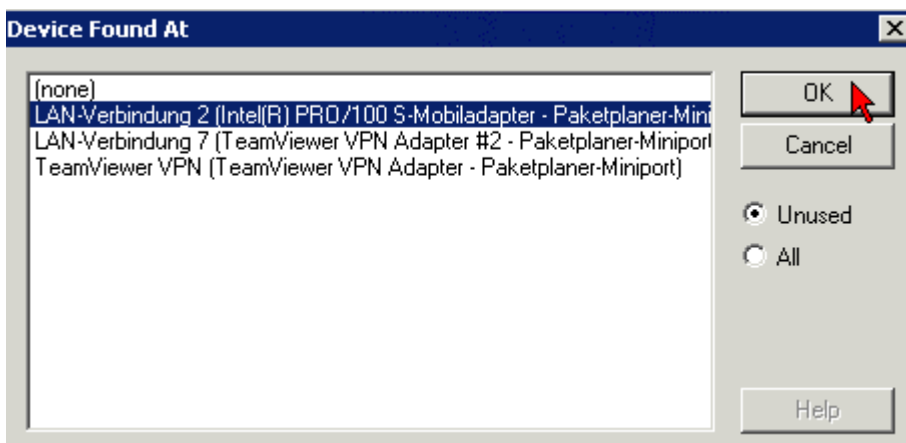 Device Found At
(none)
LAN-Verbindung 2 (Intel(R) PRO/100 S-Mobiladapter - Paketplaner-Mini
LAN-Verbindung 7 (TeamViewer VPN Adapter #2 - Paketplaner-Miniport
TeamViewer VPN (TeamViewer VPN Adapter - Paketplaner-Miniport)
OK
Cancel
Unused
All
Help